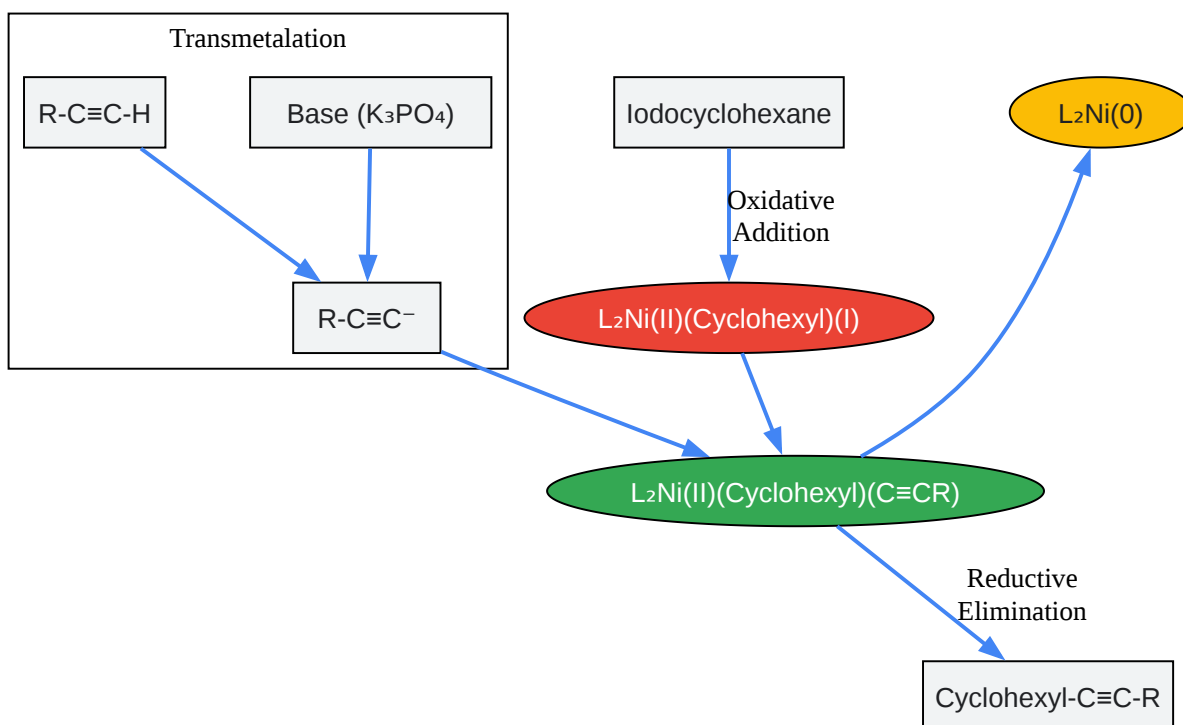 Transmetalation
R-C≡C-H
Base (K₃PO₄)
Iodocyclohexane
L₂Ni(0)
Oxidative
Addition
R-C≡C⁻
L₂Ni(II)(Cyclohexyl)(I)
L₂Ni(II)(Cyclohexyl)(C≡CR)
Reductive
Elimination
Cyclohexyl-C≡C-R